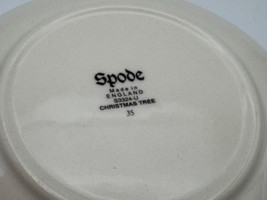 Spode
Made in
ENGLAND
S3324-U
CHRISTMAS TREE
35